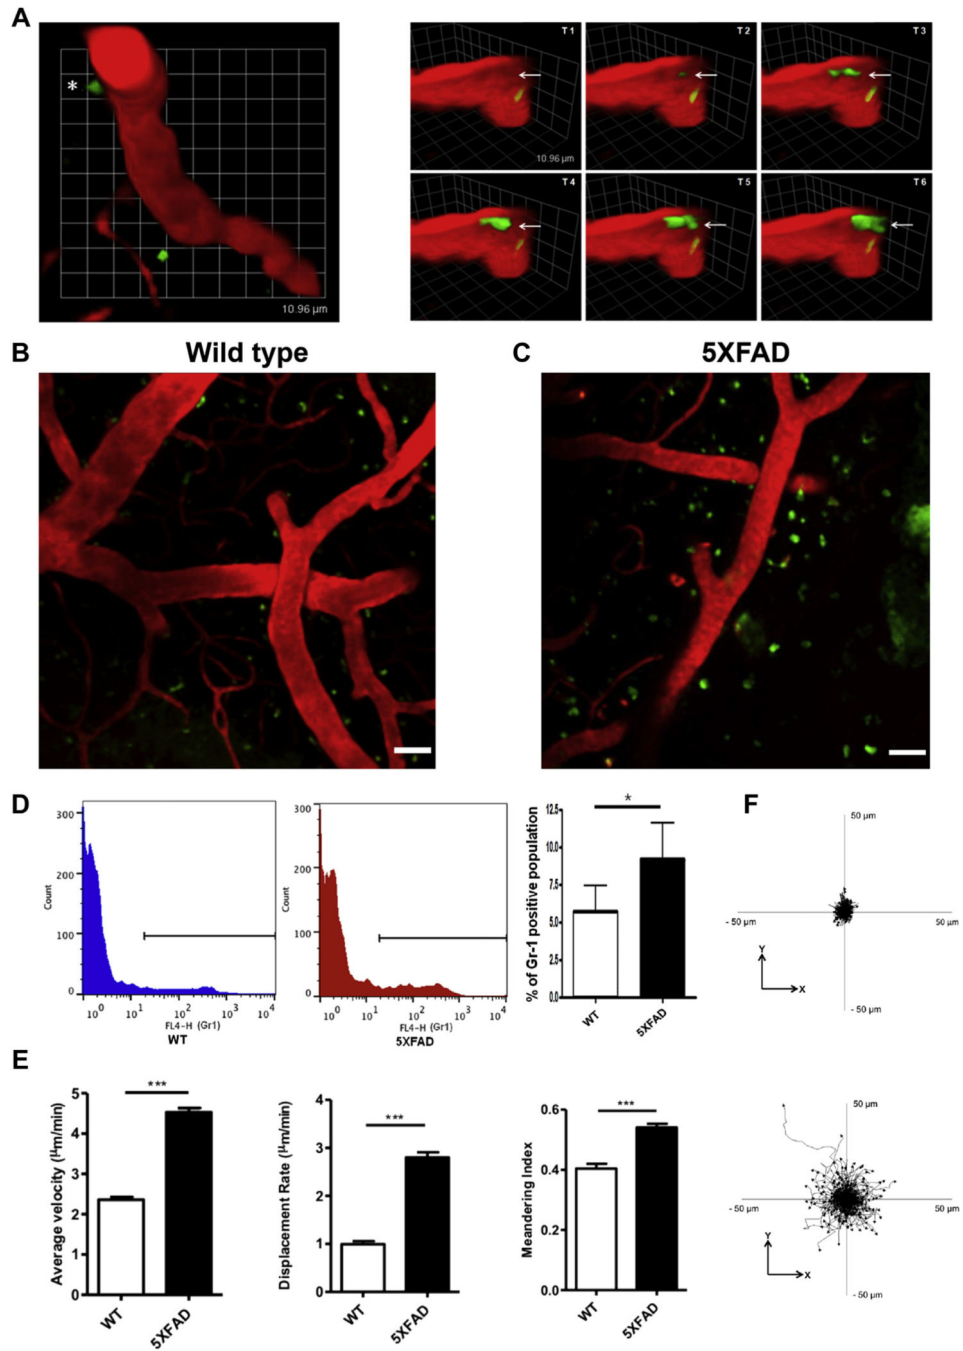 A
*
10.96 µm
T 1
10.96 µm
T 2
T 3
T 4
T 5
T 6
B
Wild type
C
5XFAD
D
300
200
100
0
Count
10^0 10^1 10^2 10^3 10^4
FL4-H (Gr1)
WT
300
200
100
0
Count
10^0 10^1 10^2 10^3 10^4
FL4-H (Gr1)
5XFAD
% of Gr-1 positive population
12.5
10.0
7.5
5.0
2.5
0.0
*
WT
5XFAD
F
50 µm
- 50 µm
50 µm
- 50 µm
Y
X
E
Average velocity (µm/min)
5
4
3
2
1
0
***
WT
5XFAD
Displacement Rate (µm/min)
4
3
2
1
0
***
WT
5XFAD
Meandering Index
0.6
0.4
0.2
0.0
***
WT
5XFAD
50 µm
- 50 µm
50 µm
- 50 µm
Y
X